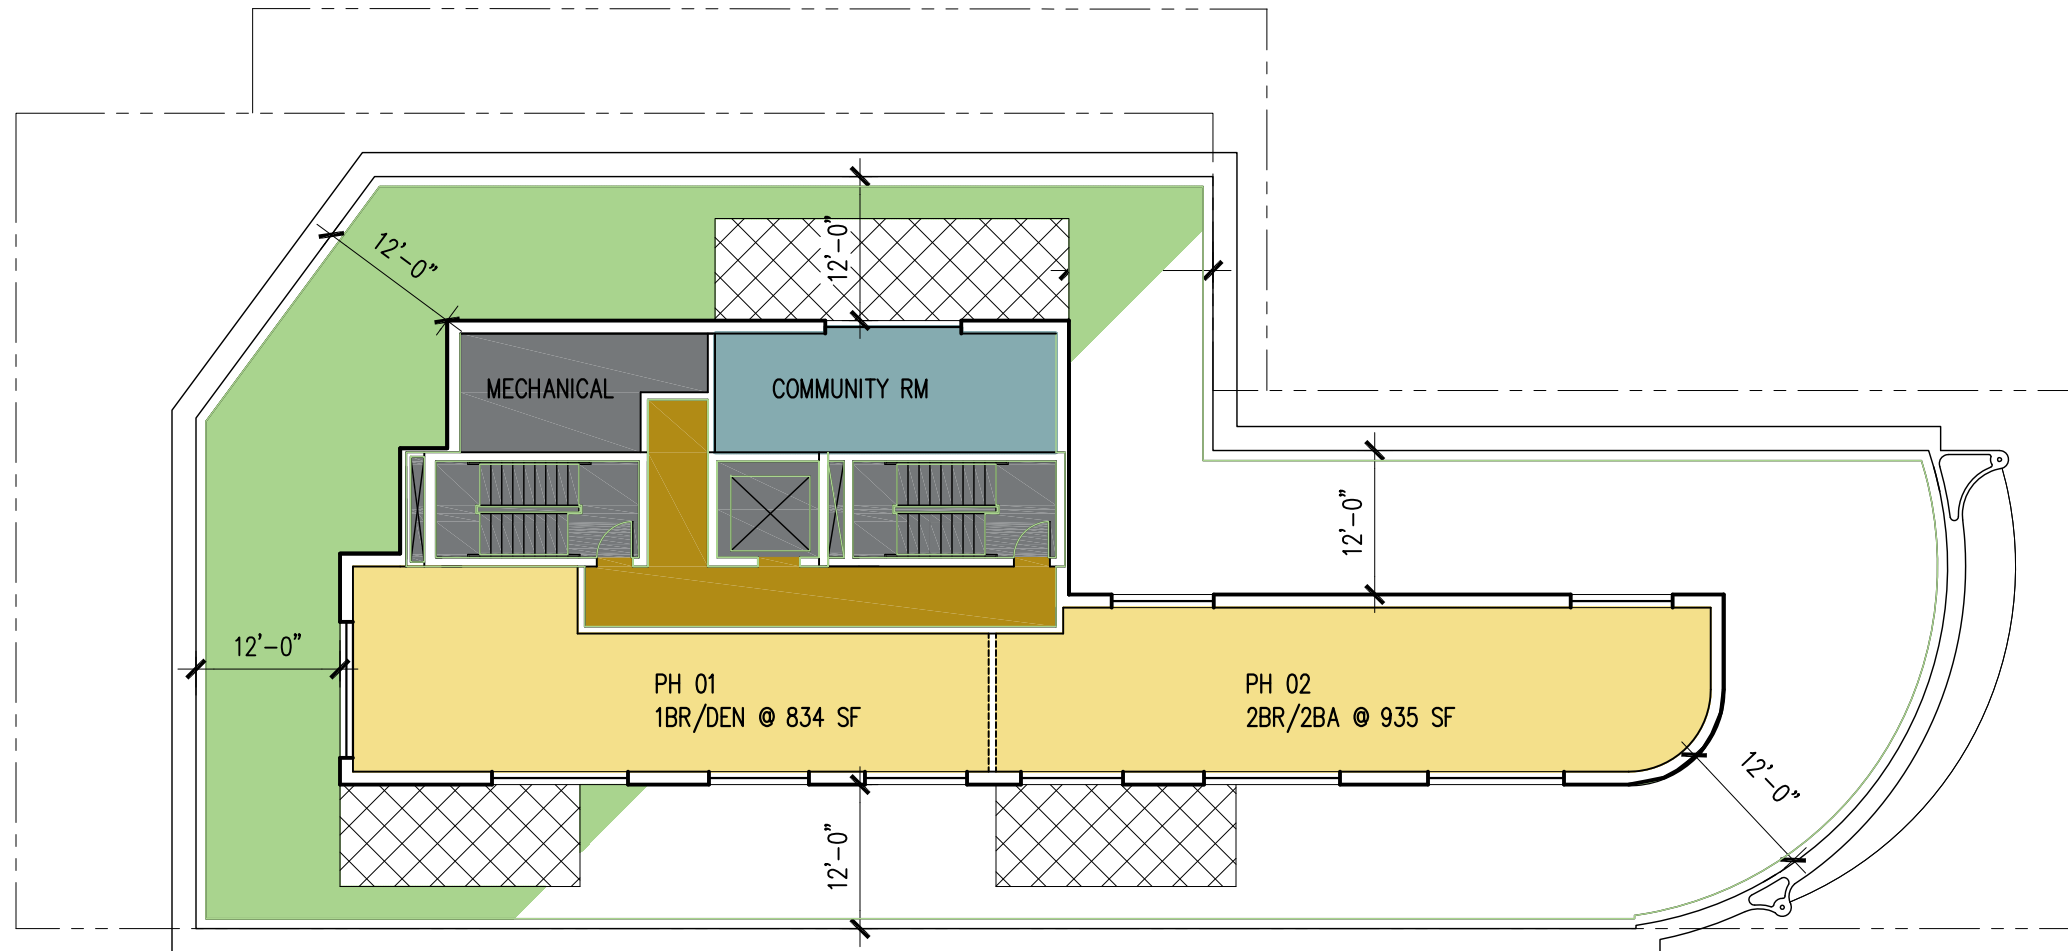 12'-0"
12'-0"
MECHANICAL
COMMUNITY RM
12'-0"
12'-0"
PH 01
1BR/DEN @ 834 SF
PH 02
2BR/2BA @ 935 SF
12'-0"
12'-0"